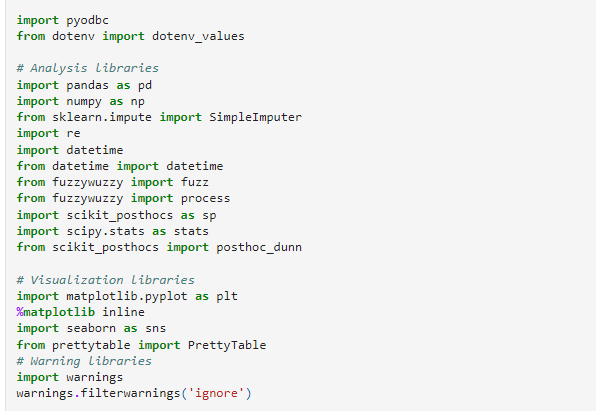 import pyodbc
from dotenv import dotenv_values
# Analysis libraries
import pandas as pd
import numpy as np
from sklearn.impute import SimpleImputer
import re
import datetime
from datetime import datetime
from fuzzywuzzy import fuzz
from fuzzywuzzy import process
import scikit_posthocs as sp
import scipy.stats as stats
from scikit_posthocs import posthoc_dunn
# Visualization libraries
import matplotlib.pyplot as plt
%matplotlib inline
import seaborn as sns
from prettytable import PrettyTable
# Warning libraries
import warnings
warnings.filterwarnings('ignore')